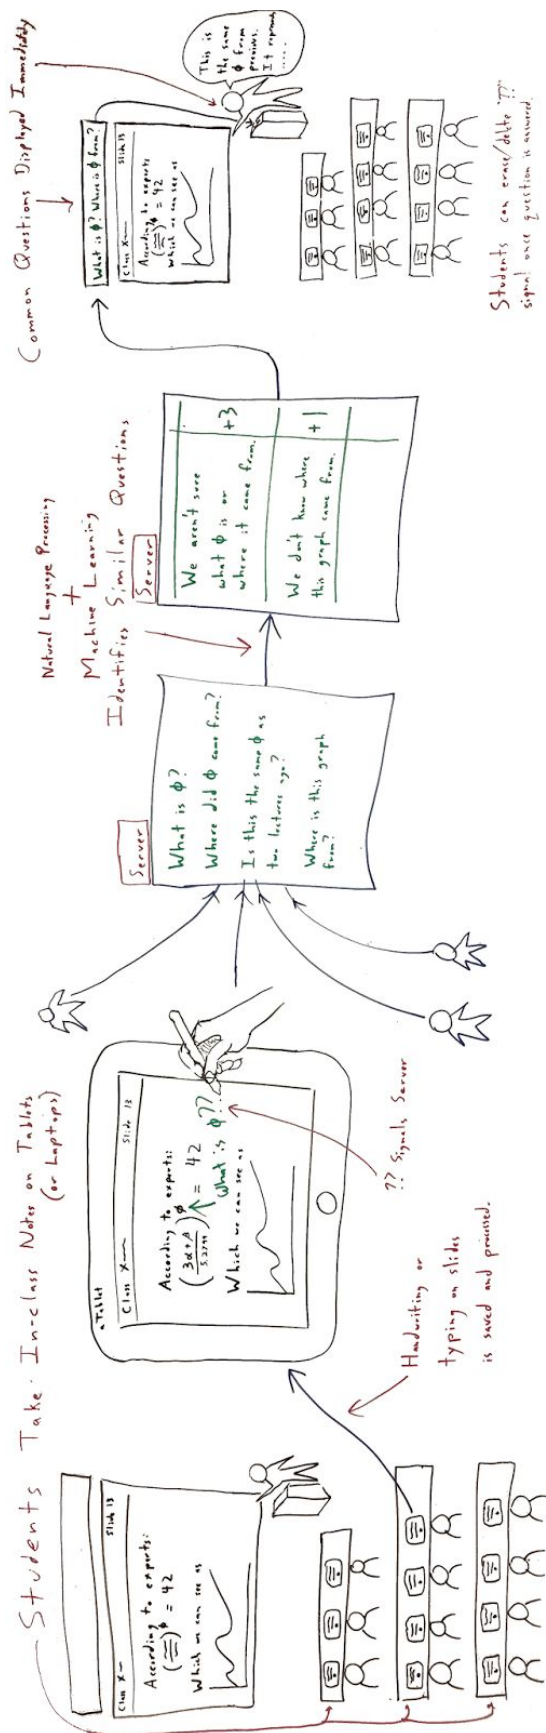 Students Take In-class Notes on Tablets
(or Laptops)
Class X
Slide 13
According to experts:
( )^ϕ = 42
Which we can see as
Handwriting or
typing on slides
is saved and processed.
a Tablet
Class X
Slide 13
According to experts:
(3α+β / 5.2799)^ϕ = 42
What is ϕ??
Which we can see as
?? Signals Server
Server
What is ϕ?
Where did ϕ come from?
Is this the same ϕ as
two lectures ago?
Where is this graph
from?
Natural Language Processing
+
Machine Learning
Identifies Similar Questions
Server
We aren't sure
what ϕ is or
where it came from.
+3
We don't know where
this graph came from.
+1
Common Questions Displayed Immediately
What is ϕ? Where is ϕ from?
Class X
Slide 13
According to experts:
( )^ϕ = 42
Which we can see as
This is
the same
ϕ from
previous.
It represents
......
Students can erase/delete "??"
signal once question is answered.